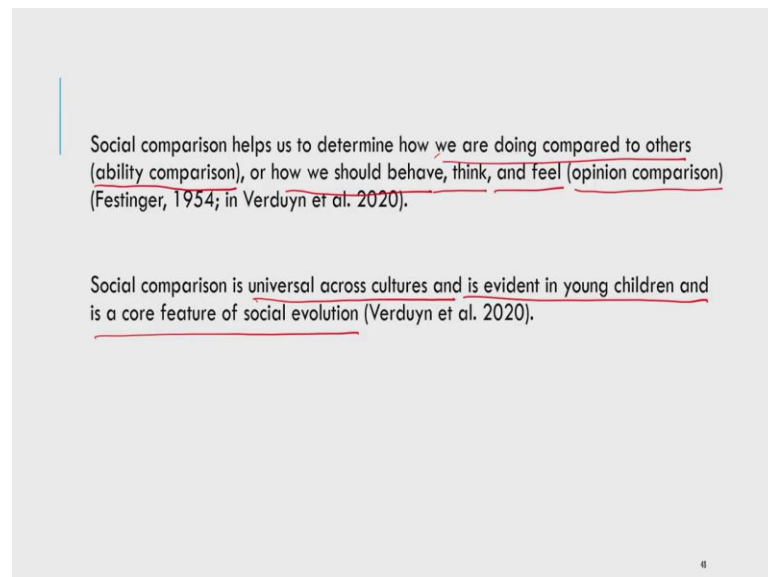 Social comparison helps us to determine how we are doing compared to others
(ability comparison), or how we should behave, think, and feel (opinion comparison)
(Festinger, 1954; in Verduyn et al. 2020).
Social comparison is universal across cultures and is evident in young children and
is a core feature of social evolution (Verduyn et al. 2020).
48